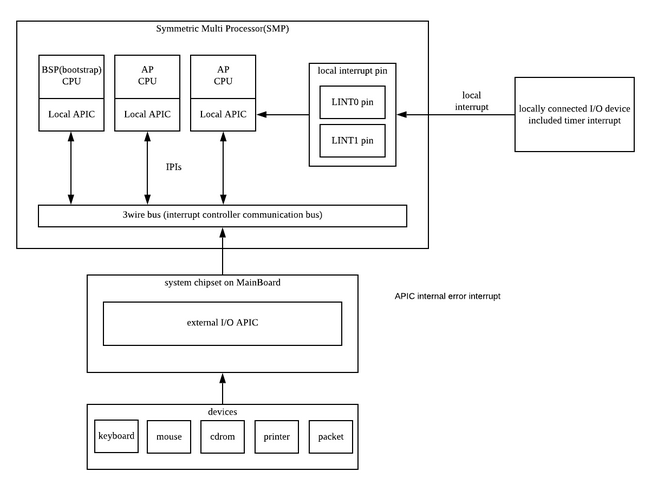 Symmetric Multi Processor(SMP)
BSP(bootstrap)
CPU
Local APIC
AP
CPU
Local APIC
AP
CPU
Local APIC
local interrupt pin
LINT0 pin
LINT1 pin
local
interrupt
locally connected I/O device
included timer interrupt
IPIs
3wire bus (interrupt controller communication bus)
system chipset on MainBoard
external I/O APIC
APIC internal error interrupt
devices
keyboard
mouse
cdrom
printer
packet